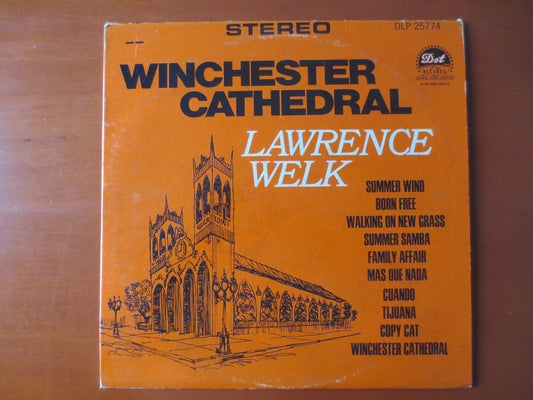 STEREO
DLP 25774
WINCHESTER
CATHEDRAL
Dot
RECORDS
LAWRENCE
WELK
SUMMER WIND
BORN FREE
WALKING ON NEW GRASS
SUMMER SAMBA
FAMILY AFFAIR
MAS QUE NADA
CUANDO
TIJUANA
COPY CAT
WINCHESTER CATHEDRAL